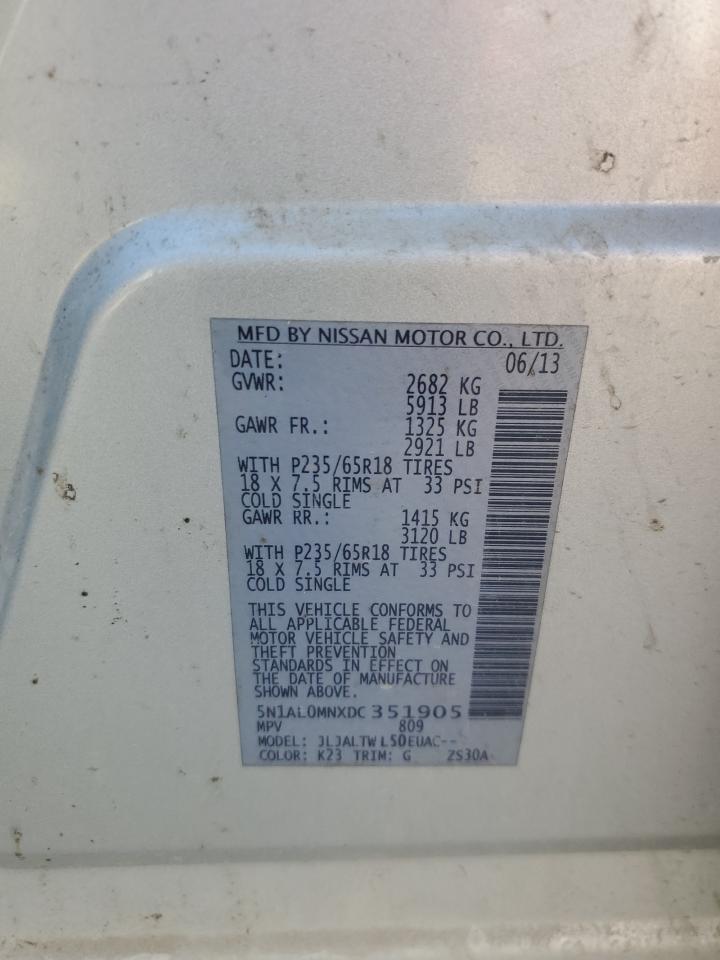 MFD BY NISSAN MOTOR CO., LTD.
DATE: 06/13
GVWR: 2682 KG
5913 LB
GAWR FR.: 1325 KG
2921 LB
WITH P235/65R18 TIRES
18 X 7.5 RIMS AT 33 PSI
COLD SINGLE
GAWR RR.: 1415 KG
3120 LB
WITH P235/65R18 TIRES
18 X 7.5 RIMS AT 33 PSI
COLD SINGLE
THIS VEHICLE CONFORMS TO
ALL APPLICABLE FEDERAL
MOTOR VEHICLE SAFETY AND
THEFT PREVENTION
STANDARDS IN EFFECT ON
THE DATE OF MANUFACTURE
SHOWN ABOVE.
5N1AL0MNXDC351905
MPV 809
MODEL: JLJALTWL50EUAC--
COLOR: K23 TRIM: G ZS30A